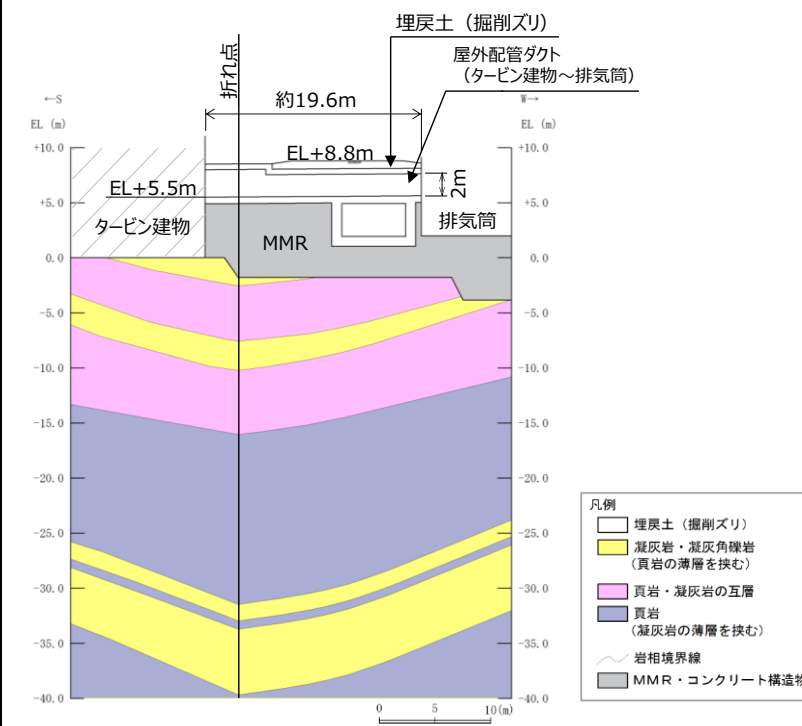 埋戻土（掘削ズリ）
屋外配管ダクト
（タービン建物～排気筒）
折れ点
約19.6m
←S
W→
EL (m)
EL (m)
+10.0
+10.0
EL+8.8m
2m
EL+5.5m
+5.0
+5.0
タービン建物
排気筒
MMR
0.0
0.0
-5.0
-5.0
-10.0
-10.0
-15.0
-15.0
-20.0
-20.0
-25.0
-25.0
-30.0
-30.0
-35.0
-35.0
-40.0
-40.0
0 5 10(m)
凡例
埋戻土（掘削ズリ）
凝灰岩・凝灰角礫岩
(頁岩の薄層を挟む)
頁岩・凝灰岩の互層
頁岩
(凝灰岩の薄層を挟む)
岩相境界線
MMR・コンクリート構造物